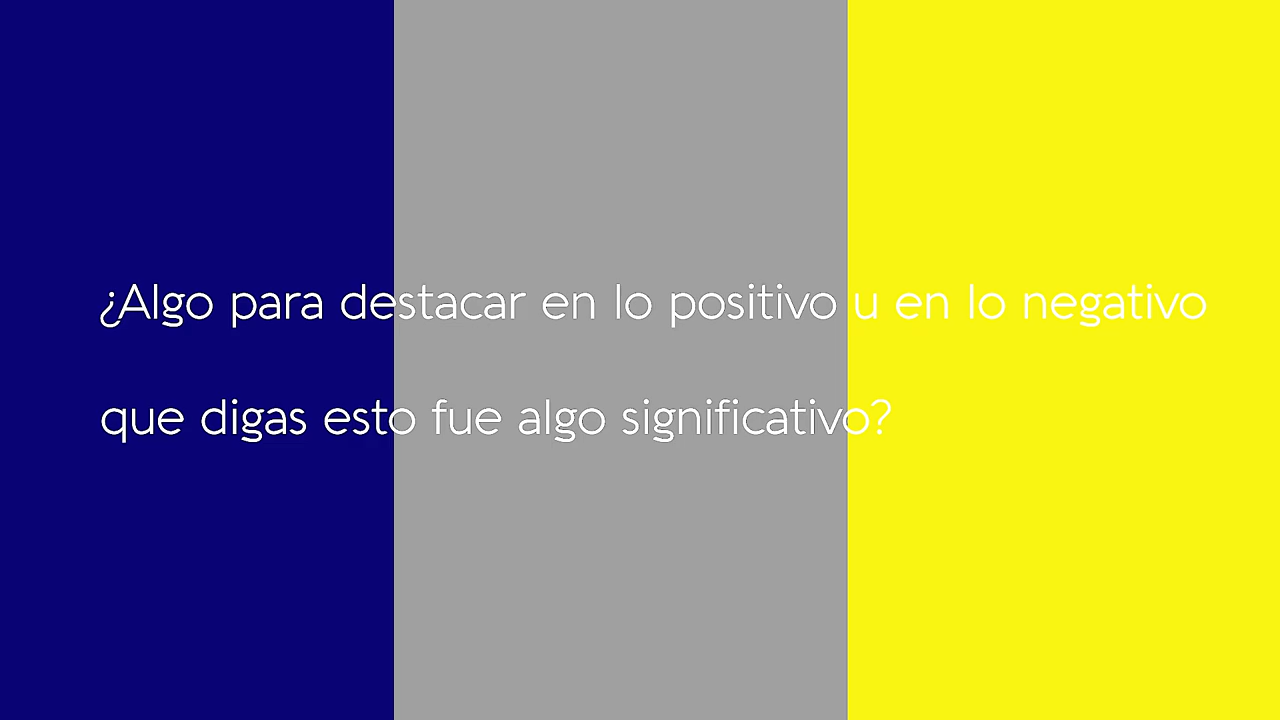 ¿Algo para destacar en lo positivo u en lo negativo
que digas esto fue algo significativo?